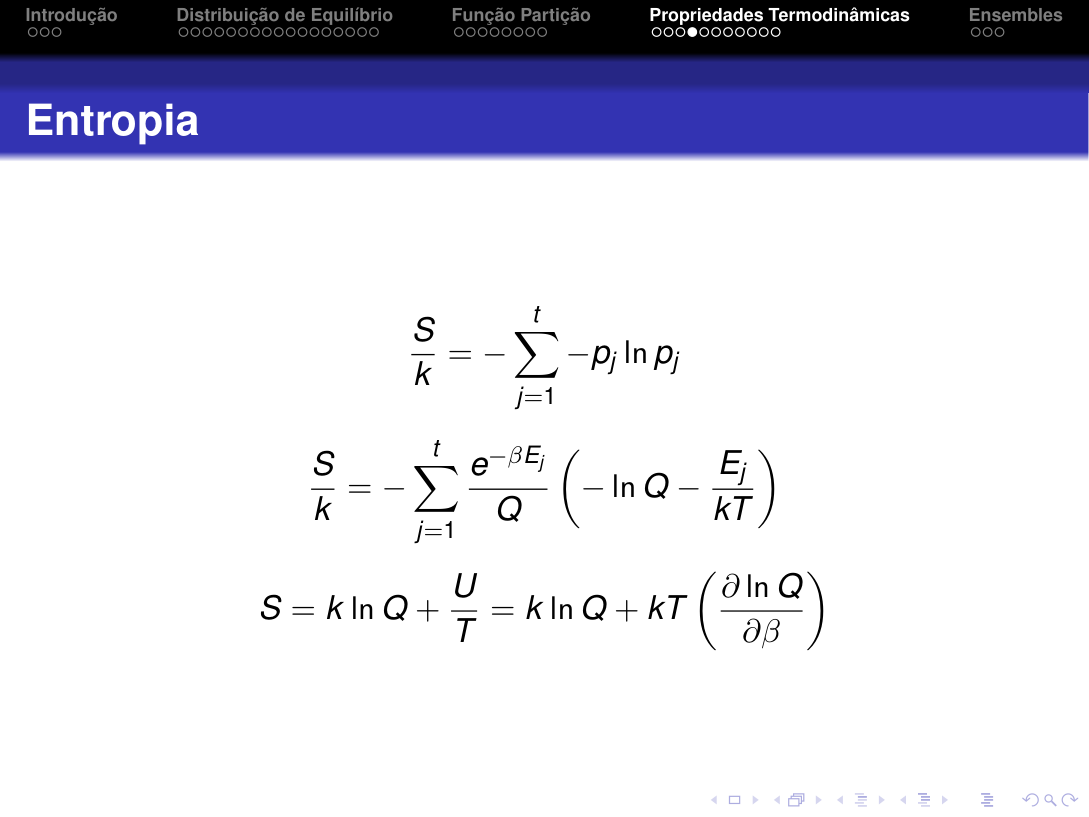 Introdução Distribuição de Equilíbrio Função Partição Propriedades Termodinâmicas Ensembles
Entropia
$\frac{S}{k} = -\sum_{j=1}^{t} -p_j \ln p_j$
$\frac{S}{k} = -\sum_{j=1}^{t} \frac{e^{-\beta E_j}}{Q} \left( -\ln Q - \frac{E_j}{kT} \right)$
$S = k \ln Q + \frac{U}{T} = k \ln Q + kT \left( \frac{\partial \ln Q}{\partial \beta} \right)$